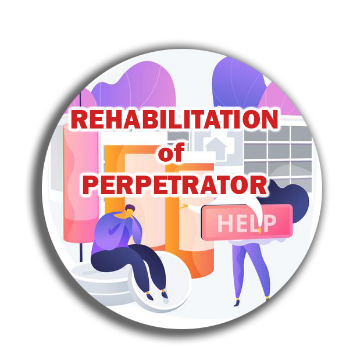 REHABILITATION
of
PERPETRATOR
HELP